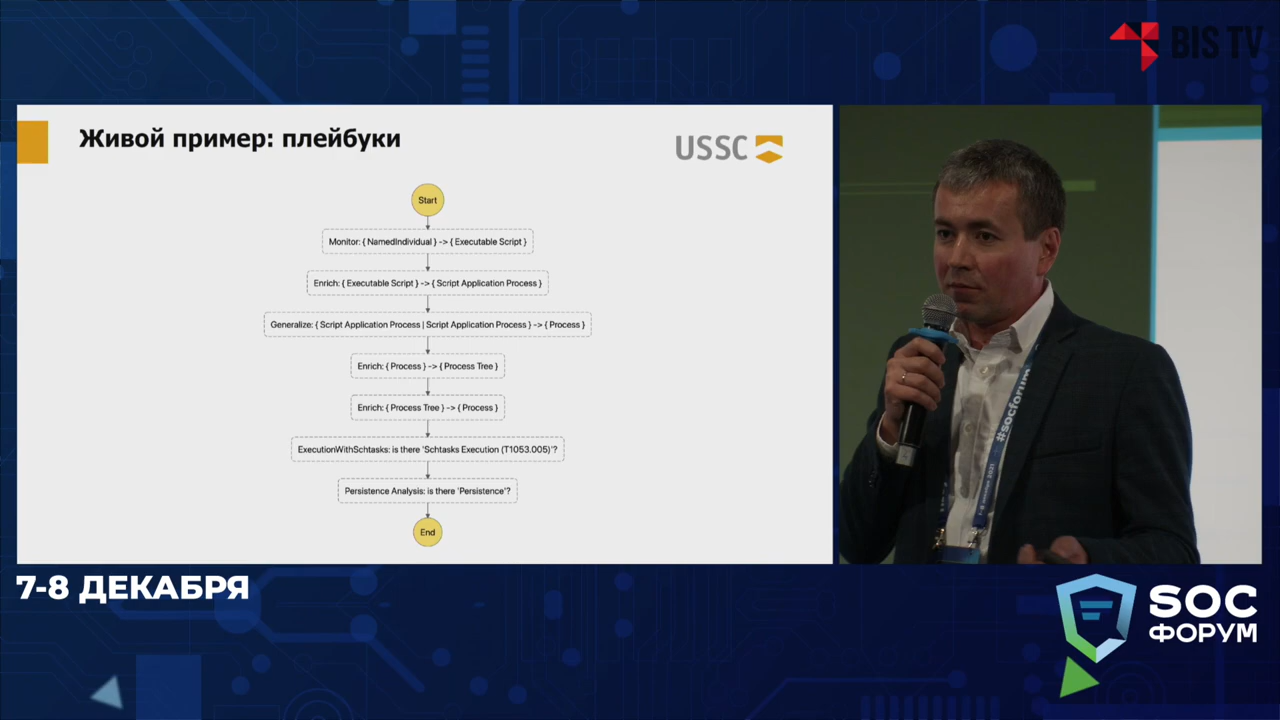 BIS TV
Живой пример: плейбуки
USSC
Start
Monitor: { NamedIndividual } -> { Executable Script }
Enrich: { Executable Script } -> { Script Application Process }
Generalize: { Script Application Process | Script Application Process } -> { Process }
Enrich: { Process } -> { Process Tree }
Enrich: { Process Tree } -> { Process }
ExecutionWithSchtasks: is there 'Schtasks Execution (T1053.005)'?
Persistence Analysis: is there 'Persistence'?
End
#socforum
7-8 ДЕКАБРЯ
SOC
ФОРУМ